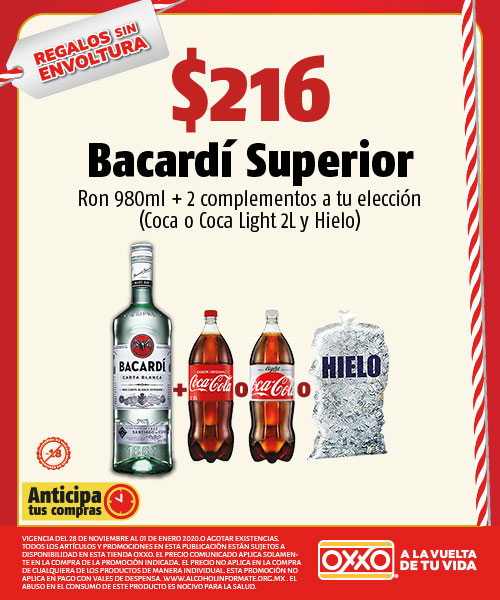 REGALOS SIN
ENVOLTURA
$216
Bacardí Superior
Ron 980ml + 2 complementos a tu elección
(Coca o Coca Light 2L y Hielo)
BACARDÍ
CARTA BLANCA
+
SABOR ORIGINAL
Coca-Cola
o
Light
Coca-Cola
o
HIELO
-18
Anticipa
tus compras
VIGENCIA DEL 28 DE NOVIEMBRE AL 01 DE ENERO 2020.O AGOTAR EXISTENCIAS.
TODOS LOS ARTÍCULOS Y PROMOCIONES EN ESTA PUBLICACIÓN ESTÁN SUJETOS A
DISPONIBILIDAD EN ESTA TIENDA OXXO. EL PRECIO COMUNICADO APLICA SOLAMEN-
TE EN LA COMPRA DE LA PROMOCIÓN INDICADA. EL PRECIO NO APLICA EN LA COMPRA
DE CUALQUIERA DE LOS PRODUCTOS DE MANERA INDIVIDUAL. ESTA PROMOCIÓN NO
APLICA EN PAGO CON VALES DE DESPENSA. WWW.ALCOHOLINFORMATE.ORG.MX . EL
ABUSO EN EL CONSUMO DE ESTE PRODUCTO ES NOCIVO PARA LA SALUD.
OXXO
A LA VUELTA
DE TU VIDA